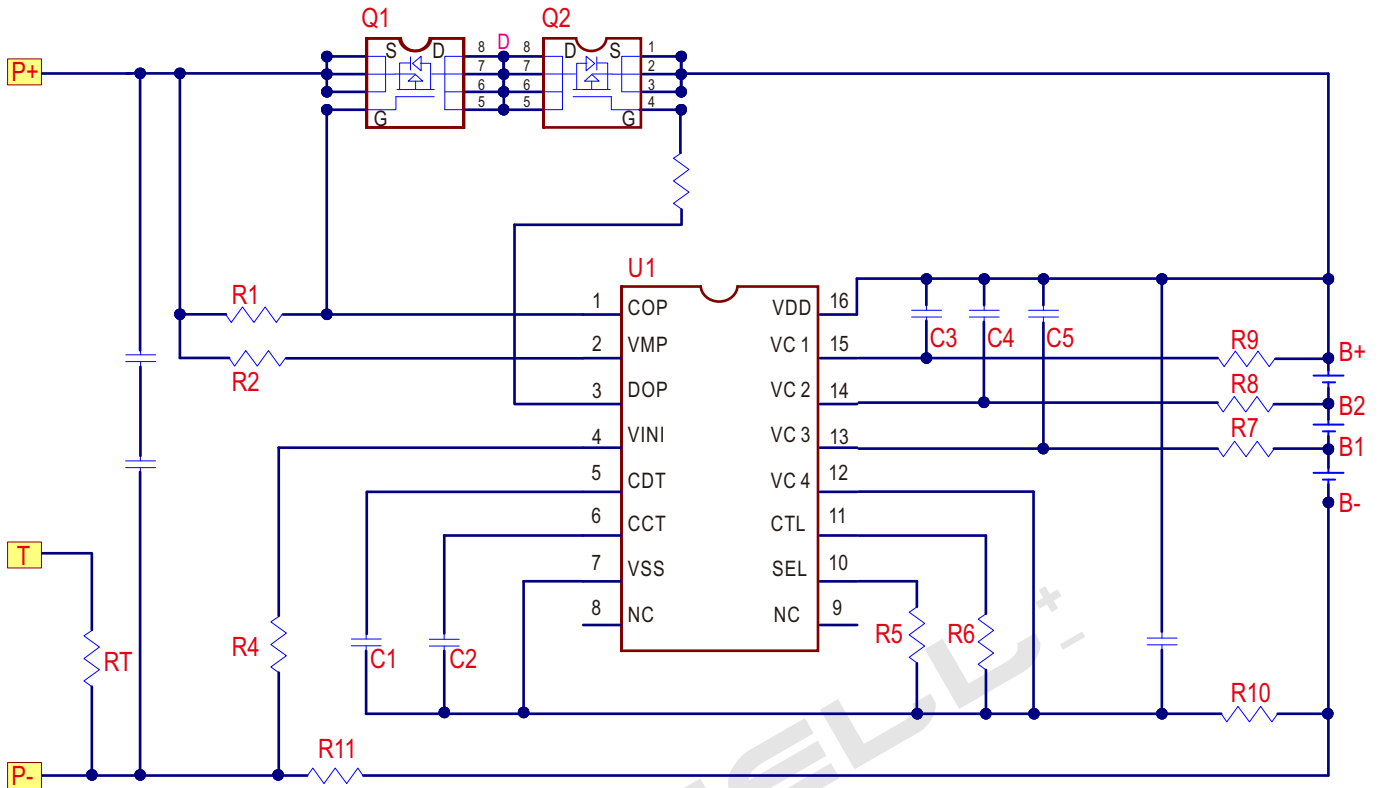 Q1 Q2
P+
S D
G
8 D 8
7 7
6 6
5 5
D S
G
1
2
3
4
U1
R1
R2
1 COP
2 VMP
3 DOP
4 VINI
5 CDT
6 CCT
7 VSS
8 NC
VDD 16
VC 1 15
VC 2 14
VC 3 13
VC 4 12
CTL 11
SEL 10
NC 9
C3 C4 C5
R9 B+
R8 B2
R7 B1
B-
T
RT
R4
C1 C2
R5 R6
R10
R11
P-